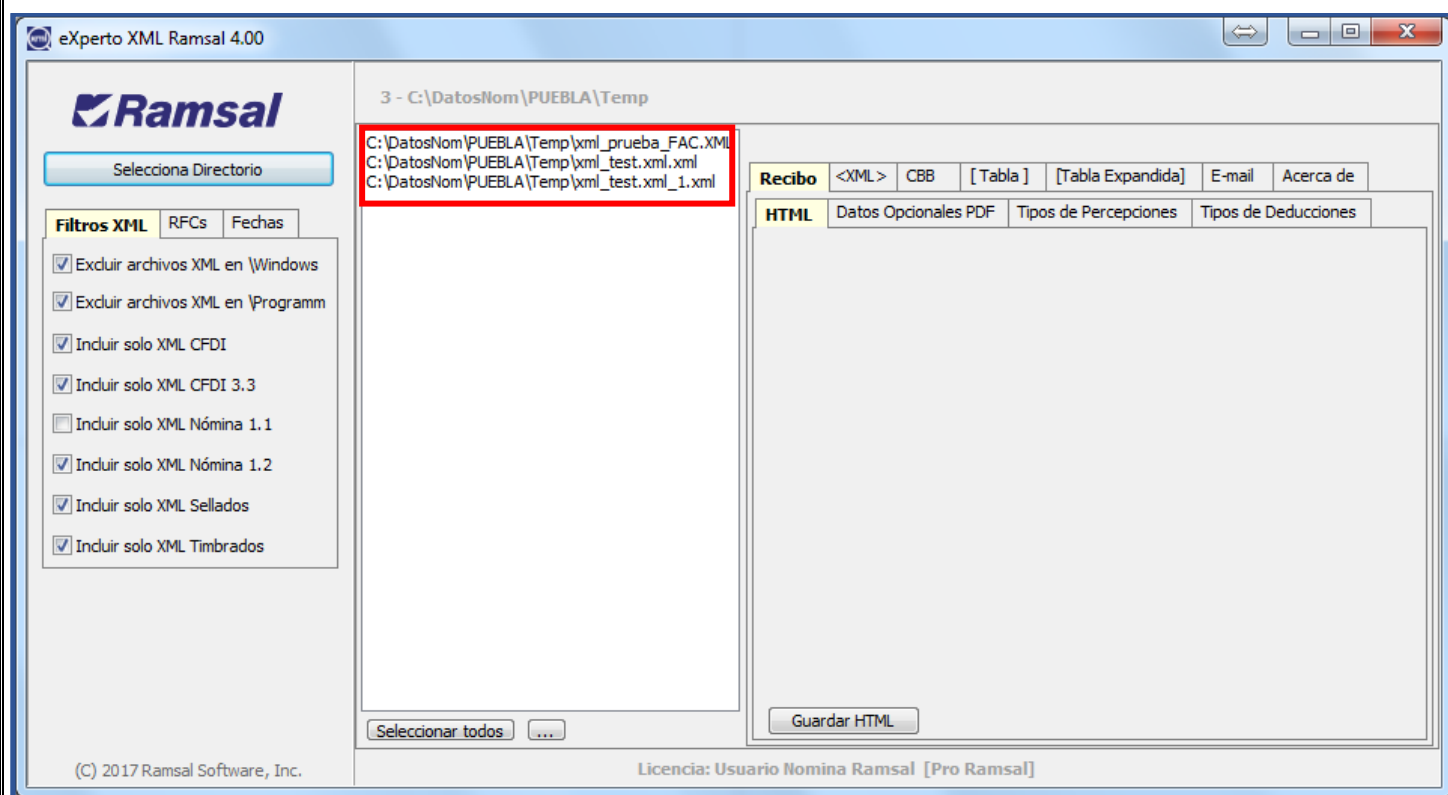 eXperto XML Ramsal 4.00
Ramsal
3 - C:\DatosNom\PUEBLA\Temp
Selecciona Directorio
C:\DatosNom\PUEBLA\Temp\xml_prueba_FAC.XML
C:\DatosNom\PUEBLA\Temp\xml_test.xml.xml
C:\DatosNom\PUEBLA\Temp\xml_test.xml_1.xml
Recibo <XML> CBB [ Tabla ] [Tabla Expandida] E-mail Acerca de
HTML Datos Opcionales PDF Tipos de Percepciones Tipos de Deducciones
Filtros XML RFCs Fechas
Excluir archivos XML en \Windows
Excluir archivos XML en \Programm
Incluir solo XML CFDI
Incluir solo XML CFDI 3.3
Incluir solo XML Nómina 1.1
Incluir solo XML Nómina 1.2
Incluir solo XML Sellados
Incluir solo XML Timbrados
Seleccionar todos ...
Guardar HTML
(C) 2017 Ramsal Software, Inc.
Licencia: Usuario Nomina Ramsal [Pro Ramsal]